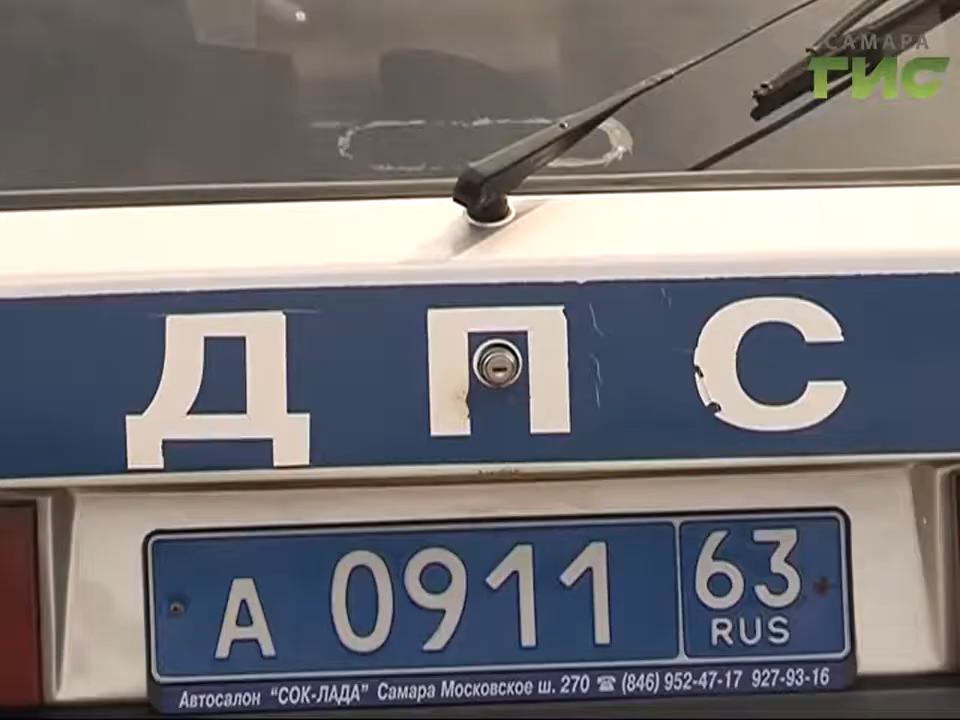 САМАРА
ГИС
ДПС
А 0911 63
RUS
Автосалон "СОК-ЛАДА" Самара Московское ш. 270 ☎ (846) 952-47-17 927-93-16